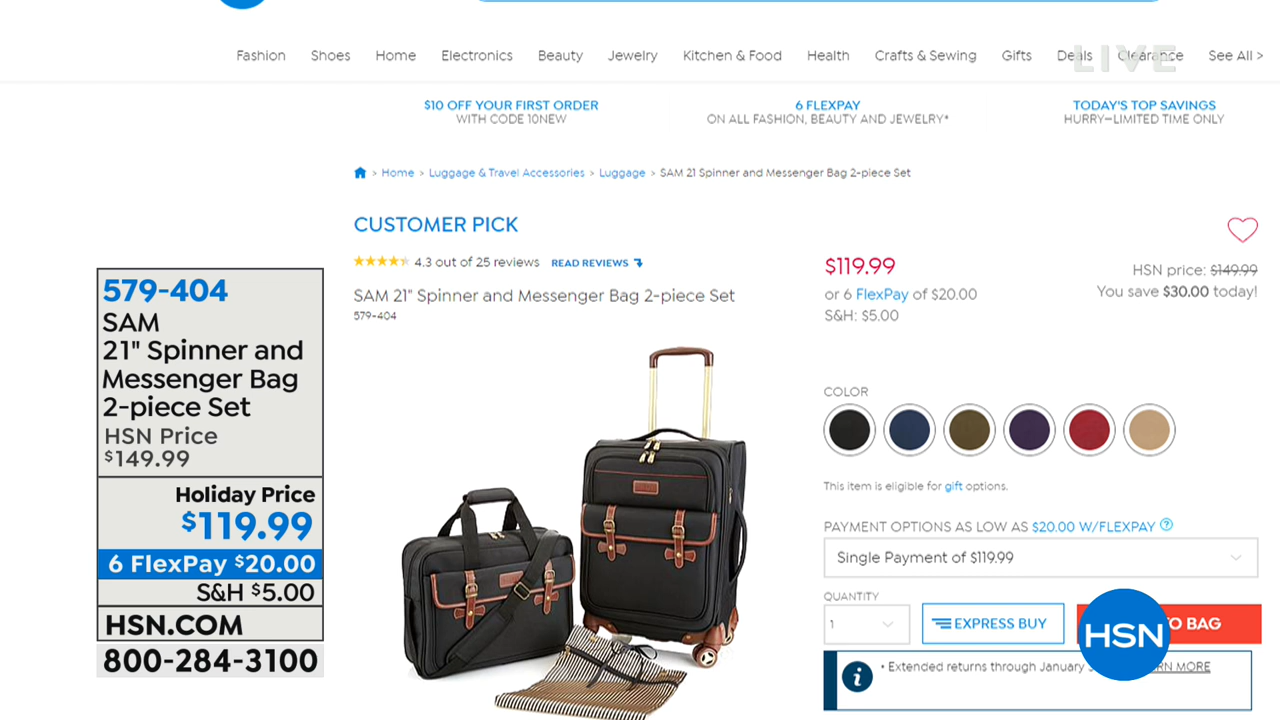 Fashion Shoes Home Electronics Beauty Jewelry Kitchen & Food Health Crafts & Sewing Gifts Deals Clearance See All >
LIVE
$10 OFF YOUR FIRST ORDER
WITH CODE 10NEW
6 FLEXPAY
ON ALL FASHION, BEAUTY AND JEWELRY*
TODAY'S TOP SAVINGS
HURRY—LIMITED TIME ONLY
> Home > Luggage & Travel Accessories > Luggage > SAM 21 Spinner and Messenger Bag 2-piece Set
CUSTOMER PICK
4.3 out of 25 reviews READ REVIEWS
SAM 21" Spinner and Messenger Bag 2-piece Set
579-404
$119.99
or 6 FlexPay of $20.00
S&H: $5.00
HSN price: $149.99
You save $30.00 today!
COLOR
This item is eligible for gift options.
PAYMENT OPTIONS AS LOW AS $20.00 W/FLEXPAY ?
Single Payment of $119.99
QUANTITY
1
EXPRESS BUY
TO BAG
HSN
i
• Extended returns through January
RN MORE
579-404
SAM
21" Spinner and
Messenger Bag
2-piece Set
HSN Price
$149.99
Holiday Price
$119.99
6 FlexPay $20.00
S&H $5.00
HSN.COM
800-284-3100